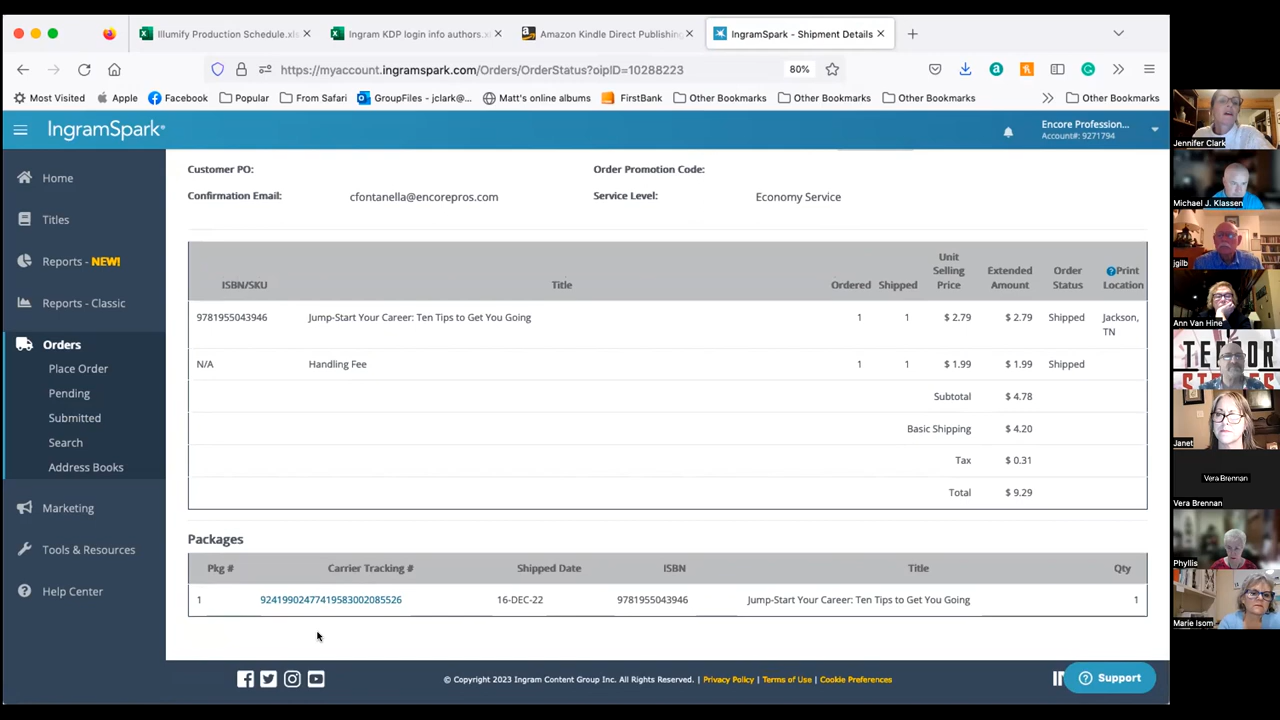 Illumify Production Schedule.xls
Ingram KDP login info authors.x
Amazon Kindle Direct Publishing
IngramSpark - Shipment Details
https://myaccount.ingramspark.com/Orders/OrderStatus?oipID=10288223
80%
Most Visited
Apple
Facebook
Popular
From Safari
GroupFiles - jclark@...
Matt's online albums
FirstBank
Other Bookmarks
Other Bookmarks
Other Bookmarks
Other Bookmarks
IngramSpark
Encore Profession...
Account#: 9271794
Home
Titles
Reports - NEW!
Reports - Classic
Orders
Place Order
Pending
Submitted
Search
Address Books
Marketing
Tools & Resources
Help Center
Customer PO:
Order Promotion Code:
Confirmation Email: cfontanella@encorepros.com
Service Level: Economy Service
ISBN/SKU Title Ordered Shipped Unit Selling Price Extended Amount Order Status Print Location
9781955043946 Jump-Start Your Career: Ten Tips to Get You Going 1 1 $ 2.79 $ 2.79 Shipped Jackson, TN
N/A Handling Fee 1 1 $ 1.99 $ 1.99 Shipped
Subtotal $ 4.78
Basic Shipping $ 4.20
Tax $ 0.31
Total $ 9.29
Packages
Pkg # Carrier Tracking # Shipped Date ISBN Title Qty
1 92419902477419583002085526 16-DEC-22 9781955043946 Jump-Start Your Career: Ten Tips to Get You Going 1
© Copyright 2023 Ingram Content Group Inc. All Rights Reserved. Privacy Policy | Terms of Use | Cookie Preferences
Support
Jennifer Clark
Michael J. Klassen
jgilb
Ann Van Hine
Janet
Vera Brennan
Vera Brennan
Phyllis
Marie Isom